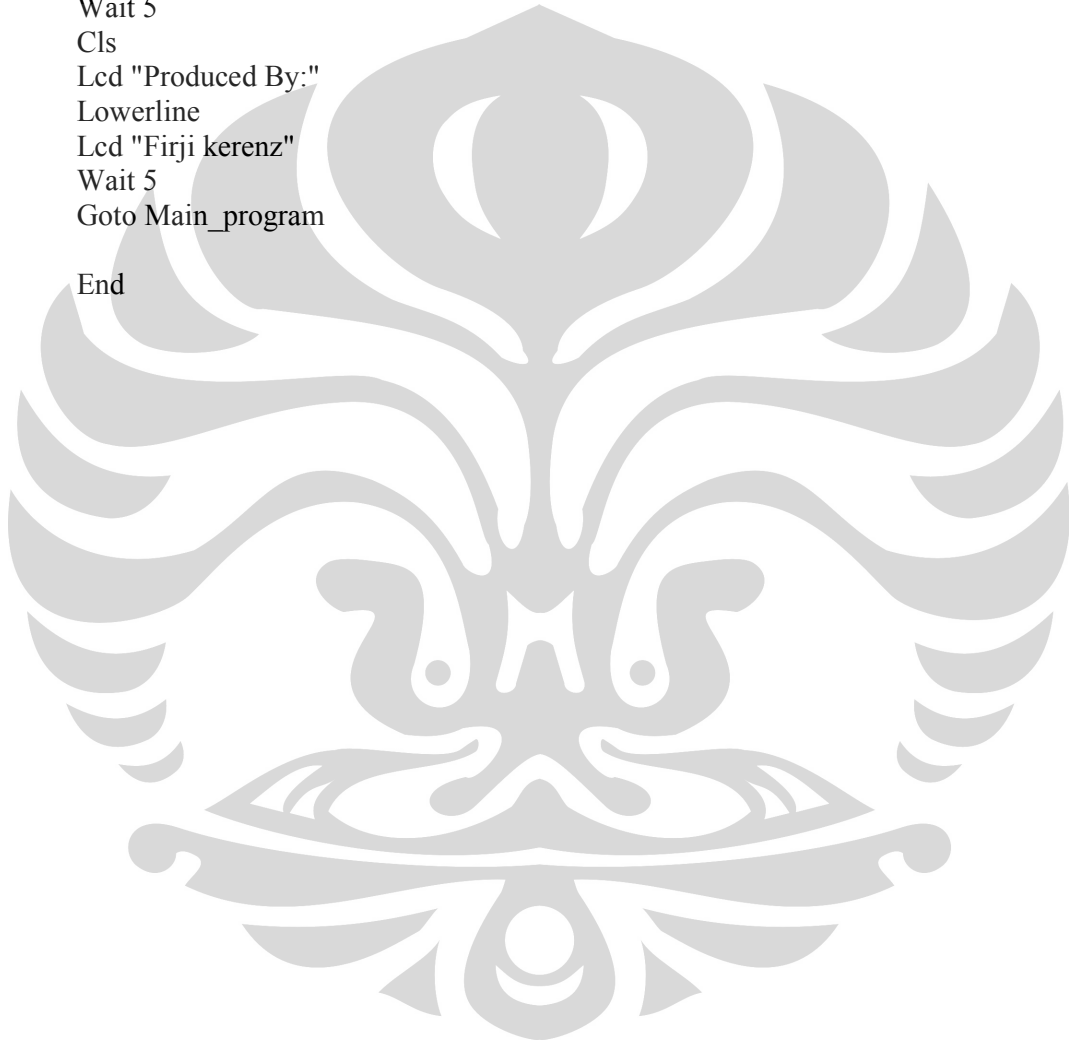 Wait 5
Cls
Lcd "Produced By:"
Lowerline
Lcd "Firji kerenz"
Wait 5
Goto Main_program
End